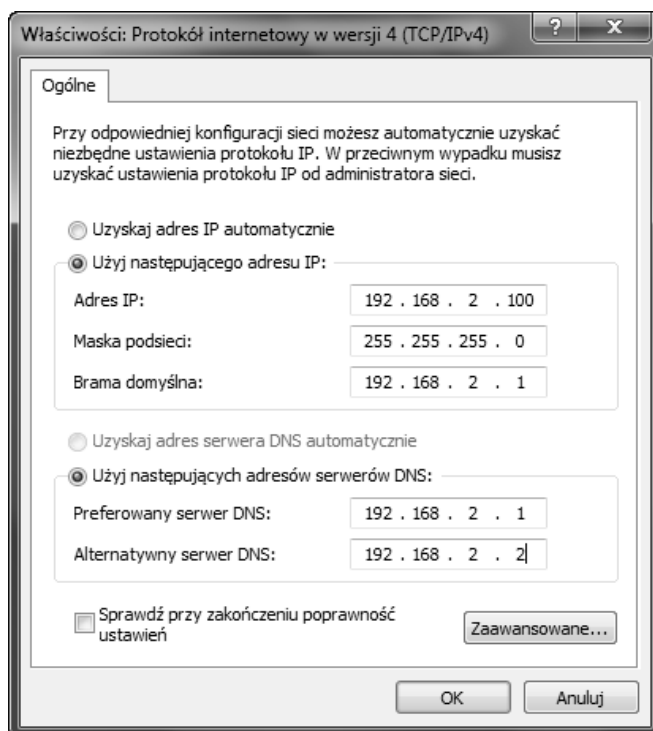 Właściwości: Protokół internetowy w wersji 4 (TCP/IPv4)
?
X
Ogólne
Przy odpowiedniej konfiguracji sieci możesz automatycznie uzyskać
niezbędne ustawienia protokołu IP. W przeciwnym wypadku musisz
uzyskać ustawienia protokołu IP od administratora sieci.
Uzyskaj adres IP automatycznie
Użyj następującego adresu IP:
Adres IP: 192 . 168 . 2 . 100
Maska podsieci: 255 . 255 . 255 . 0
Brama domyślna: 192 . 168 . 2 . 1
Uzyskaj adres serwera DNS automatycznie
Użyj następujących adresów serwerów DNS:
Preferowany serwer DNS: 192 . 168 . 2 . 1
Alternatywny serwer DNS: 192 . 168 . 2 . 2
Sprawdź przy zakończeniu poprawność
ustawień
Zaawansowane...
OK Anuluj